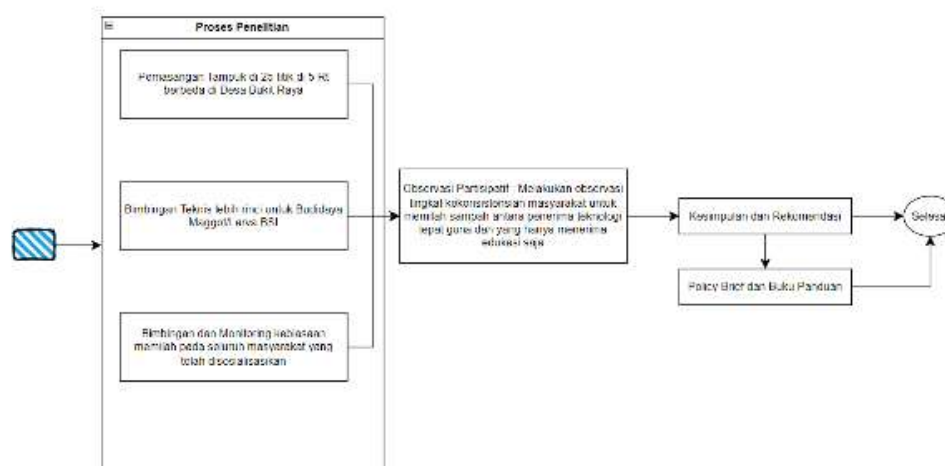 Proses Penelitian
Pemasangan Tampuk di 25 titik di 5 Rt
berbeda di Desa Bukit Raya
Bimbingan Teknis lebih rinci untuk Budidaya
Maggot/Larva
Bimbingan dan Monitoring kebiasaan
memilah pada seluruh masyarakat yang
telah disosialisasikan
Observasi Partisipatif : Melakukan observasi
tingkat kekonsistensian masyarakat untuk
memilah sampah antara penerima teknologi
tepat guna dan yang hanya menerima
edukasi saja
Kesimpulan dan Rekomendasi
Selesai
Policy Brief dan Buku Panduan